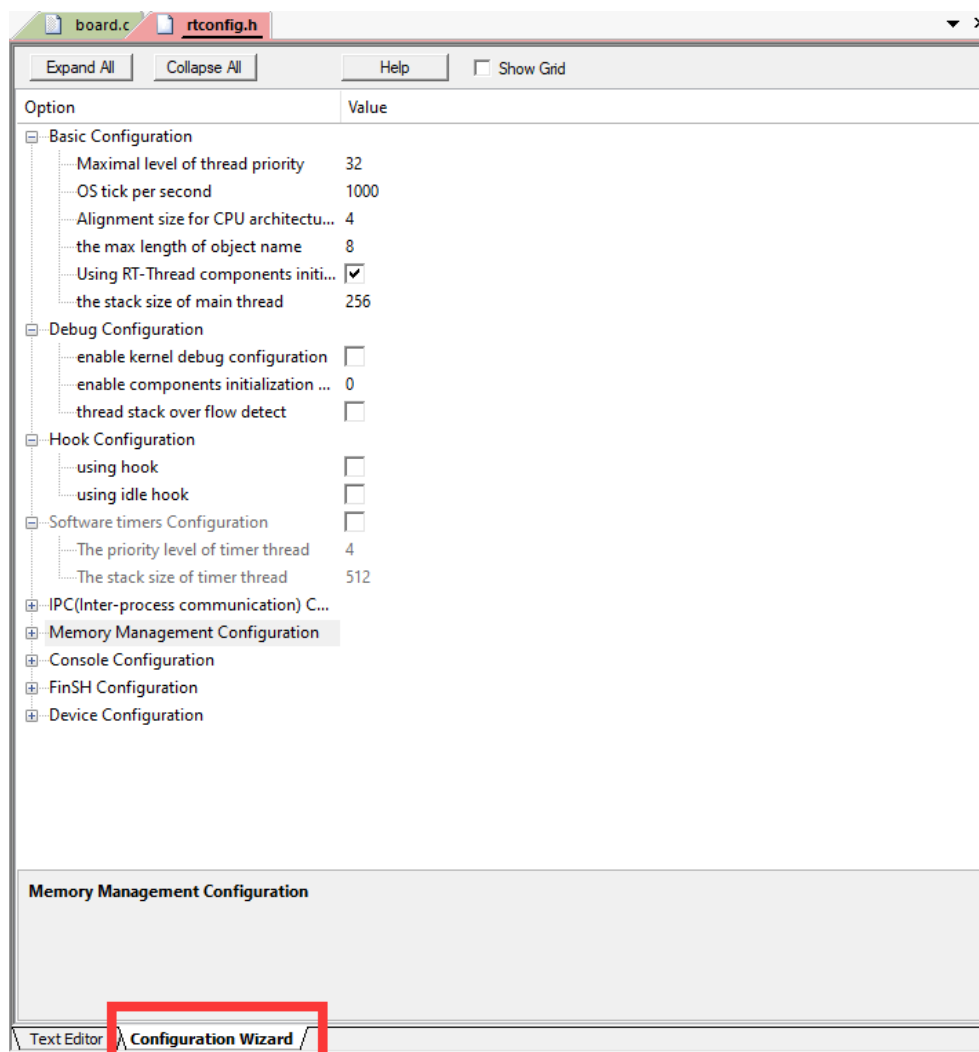 board.c rtconfig.h
Expand All Collapse All Help Show Grid
Option Value
Basic Configuration
Maximal level of thread priority 32
OS tick per second 1000
Alignment size for CPU architectu... 4
the max length of object name 8
Using RT-Thread components initi...
the stack size of main thread 256
Debug Configuration
enable kernel debug configuration
enable components initialization ... 0
thread stack over flow detect
Hook Configuration
using hook
using idle hook
Software timers Configuration
The priority level of timer thread 4
The stack size of timer thread 512
IPC(Inter-process communication) C...
Memory Management Configuration
Console Configuration
FinSH Configuration
Device Configuration
Memory Management Configuration
Text Editor Configuration Wizard